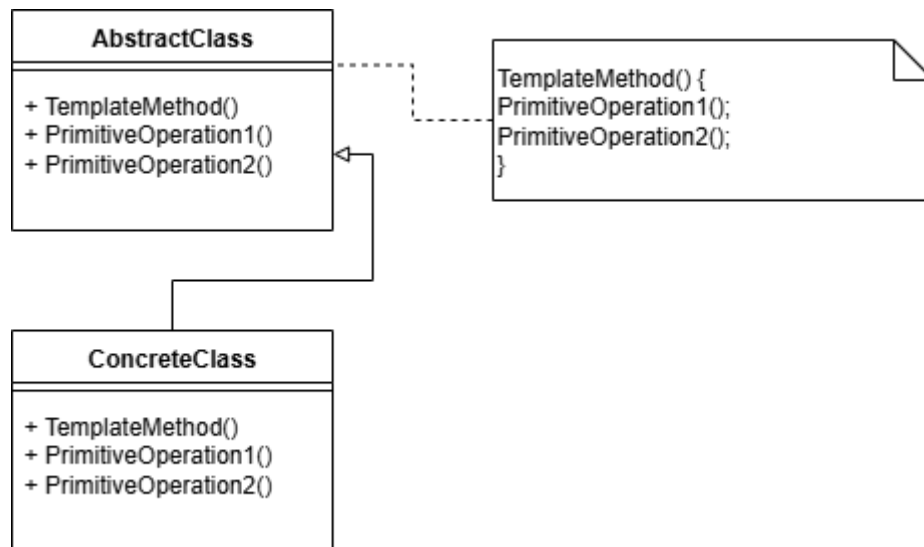 AbstractClass
+ TemplateMethod()
+ PrimitiveOperation1()
+ PrimitiveOperation2()
TemplateMethod() {
PrimitiveOperation1();
PrimitiveOperation2();
}
ConcreteClass
+ TemplateMethod()
+ PrimitiveOperation1()
+ PrimitiveOperation2()